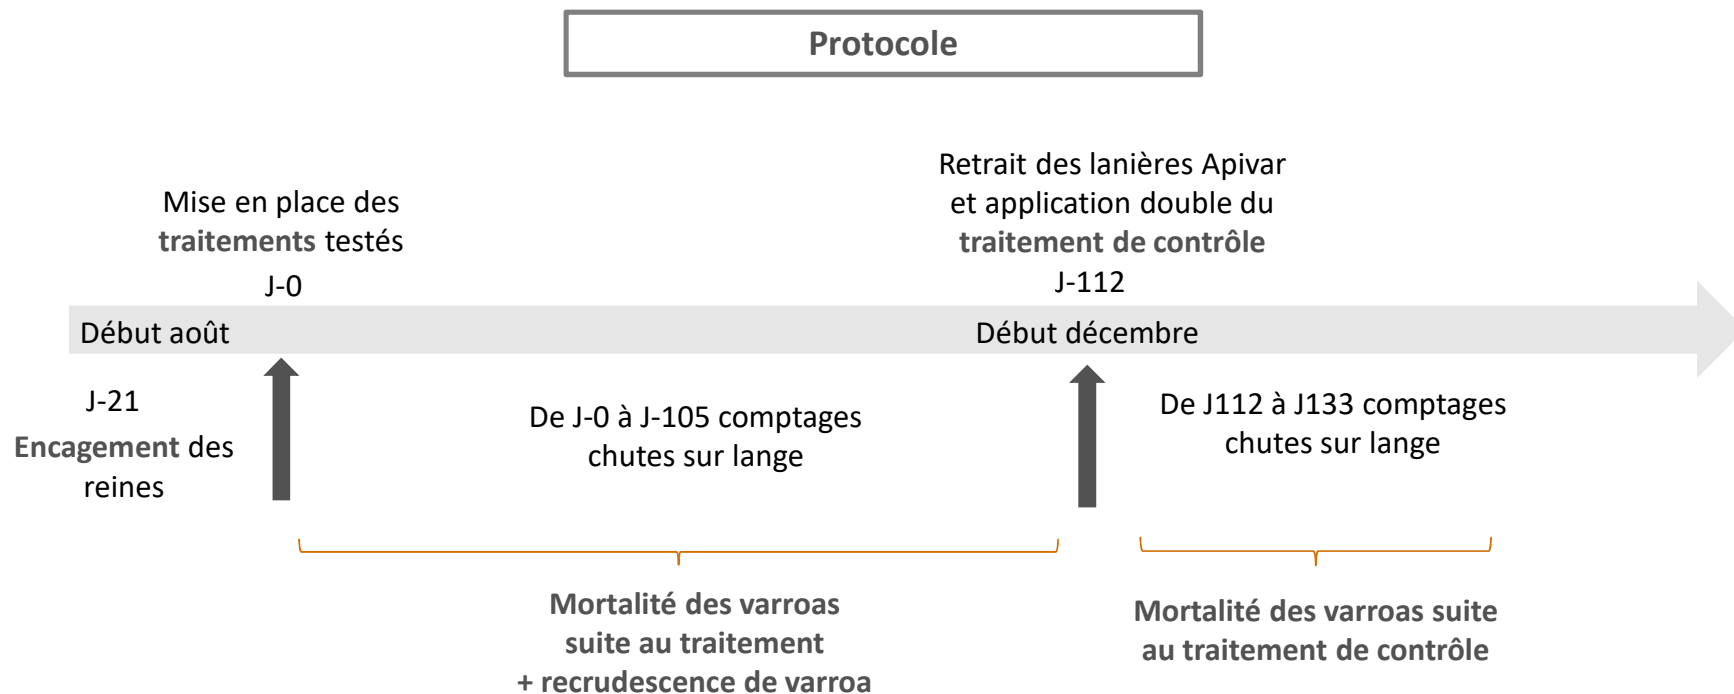 Protocole
Mise en place des
traitements testés
J-0
Retrait des lanières Apivar
et application double du
traitement de contrôle
J-112
Début août
Début décembre
J-21
Encagement des
reines
De J-0 à J-105 comptages
chutes sur lange
De J112 à J133 comptages
chutes sur lange
Mortalité des varroas
suite au traitement
+ recrudescence de varroa
Mortalité des varroas suite
au traitement de contrôle